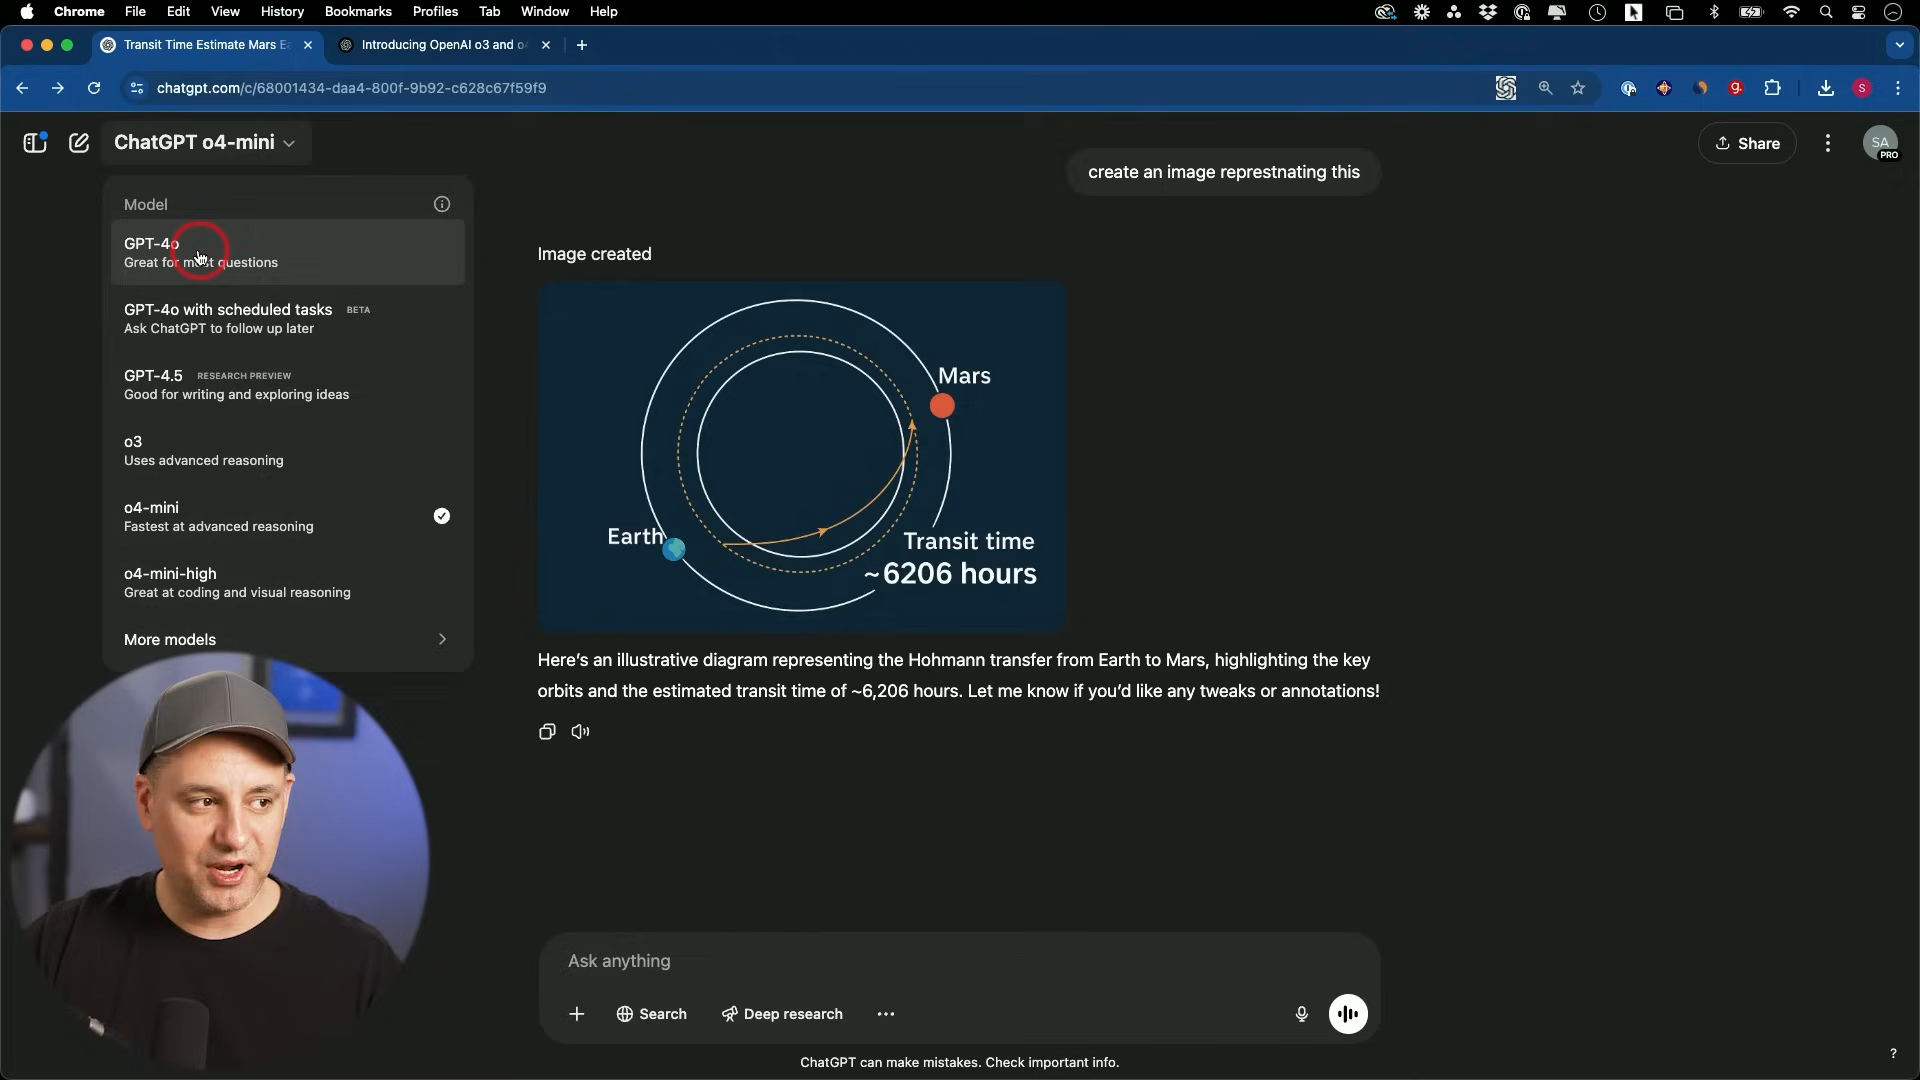 Chrome File Edit View History Bookmarks Profiles Tab Window Help
Transit Time Estimate Mars E
Introducing OpenAI o3 and o
chatgpt.com/c/68001434-daa4-800f-9b92-c628c67f59f9
S
ChatGPT o4-mini
Share
SA
PRO
create an image represtnating this
Model
GPT-4o
Great for most questions
GPT-4o with scheduled tasks BETA
Ask ChatGPT to follow up later
GPT-4.5 RESEARCH PREVIEW
Good for writing and exploring ideas
o3
Uses advanced reasoning
o4-mini
Fastest at advanced reasoning
o4-mini-high
Great at coding and visual reasoning
More models
Image created
Mars
Earth
Transit time
~6206 hours
Here's an illustrative diagram representing the Hohmann transfer from Earth to Mars, highlighting the key
orbits and the estimated transit time of ~6,206 hours. Let me know if you'd like any tweaks or annotations!
Ask anything
Search
Deep research
ChatGPT can make mistakes. Check important info.
?